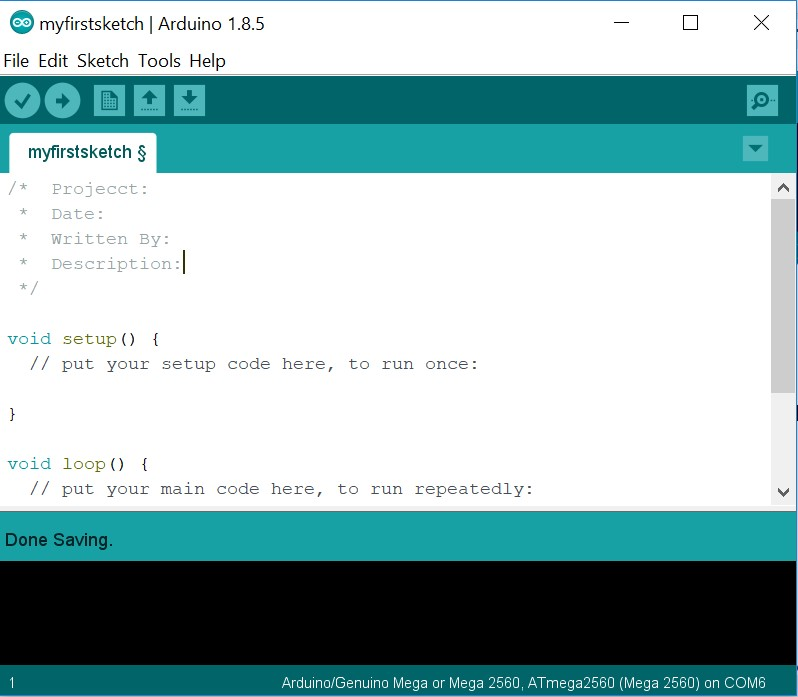 myfirstsketch | Arduino 1.8.5
File Edit Sketch Tools Help
myfirstsketch §
/*  Projecct:
 *  Date:
 *  Written By:
 *  Description:
 */
void setup() {
  // put your setup code here, to run once:
}
void loop() {
  // put your main code here, to run repeatedly:
Done Saving.
1 Arduino/Genuino Mega or Mega 2560, ATmega2560 (Mega 2560) on COM6